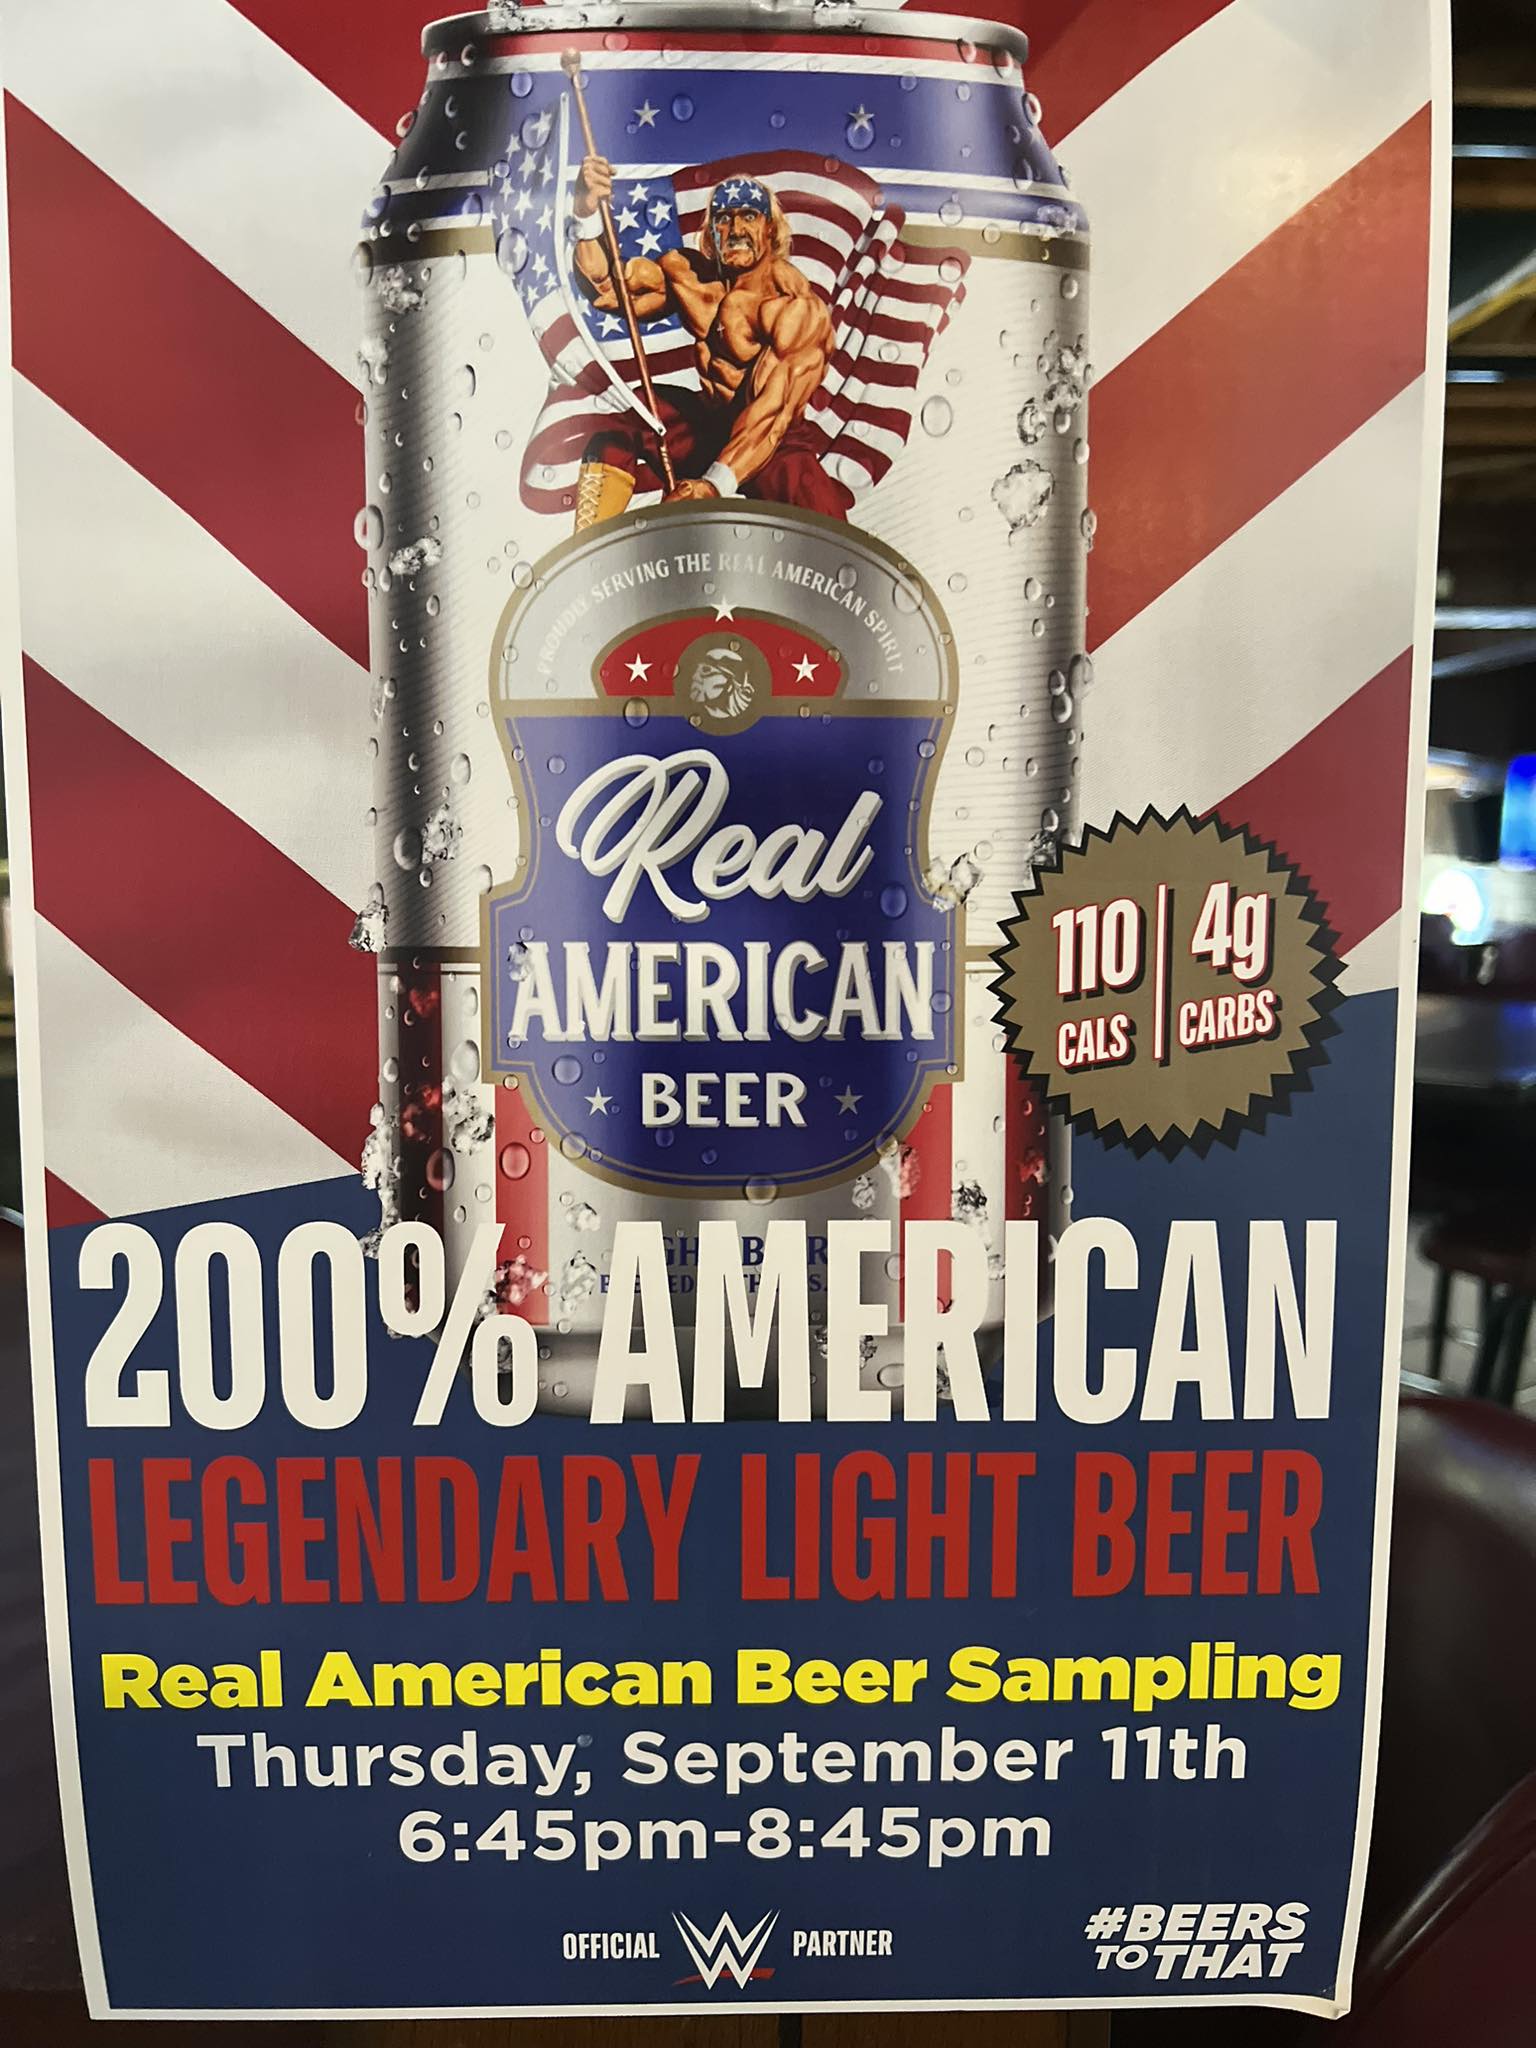 PROUDLY SERVING THE REAL AMERICAN SPIRIT
Real
AMERICAN
BEER
110
CALS
4g
CARBS
200% AMERICAN
LEGENDARY LIGHT BEER
Real American Beer Sampling
Thursday, September 11th
6:45pm-8:45pm
OFFICIAL W PARTNER
#BEERS
TO THAT